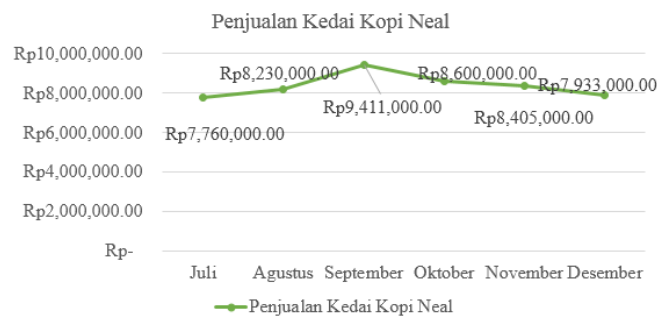 Penjualan Kedai Kopi Neal
Rp10,000,000.00
Rp8,000,000.00
Rp6,000,000.00
Rp4,000,000.00
Rp2,000,000.00
Rp-
Rp7,760,000.00
Rp8,230,000.00
Rp9,411,000.00
Rp8,600,000.00
Rp8,405,000.00
Rp7,933,000.00
Juli Agustus September Oktober November Desember
Penjualan Kedai Kopi Neal